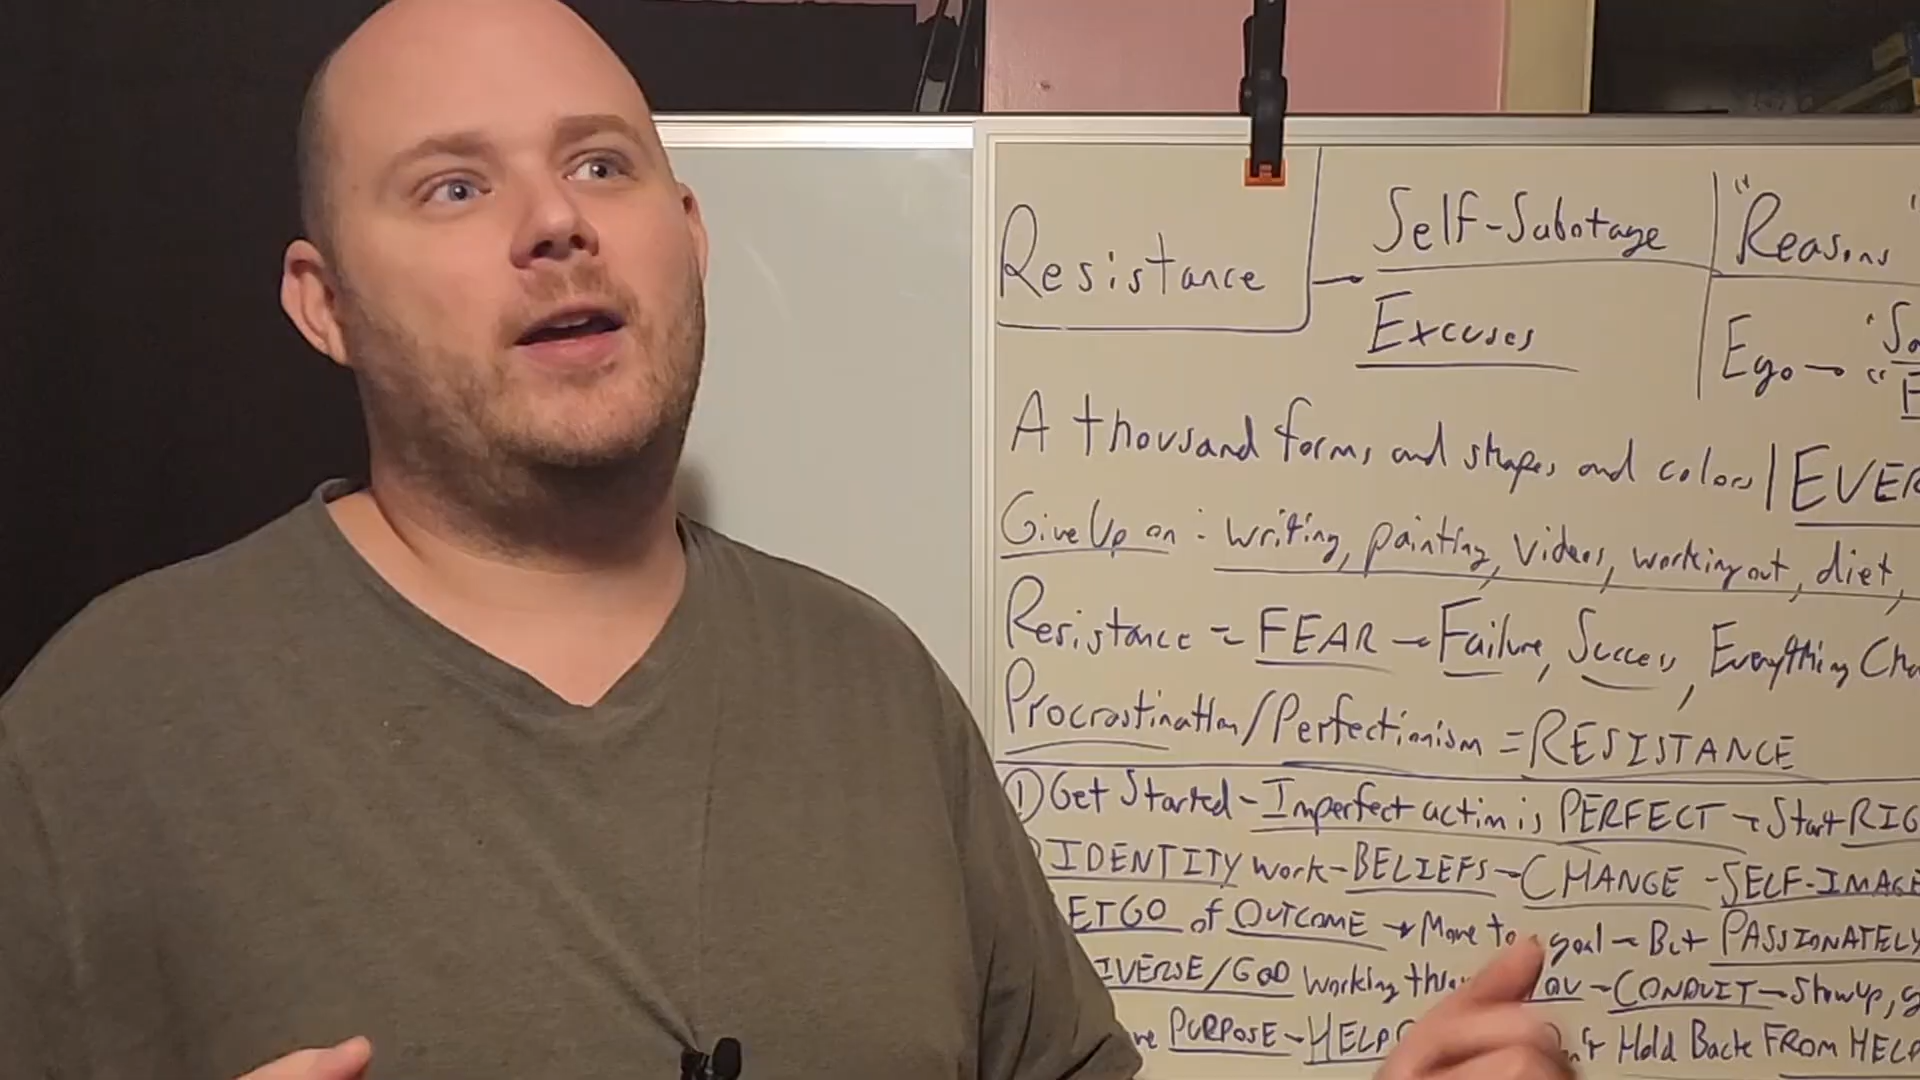 Resistance → Self-Sabotage "Reasons"
Excuses Ego →
A thousand forms and shapes and colors | EVER
Give Up on: writing, painting, videos, working out, diet,
Resistance = FEAR → Failure, Success, Everything Cha
Procrastination/Perfectionism = RESISTANCE
① Get Started - Imperfect action is PERFECT → Start RIG
IDENTITY work - BELIEFS - CHANGE - SELF-IMAGE
ET GO of OUTCOME → Move to goal - But PASSIONATELY
IVERSE/GOD working - CONDUIT - Show up,
PURPOSE - HELP Hold Back FROM HELP